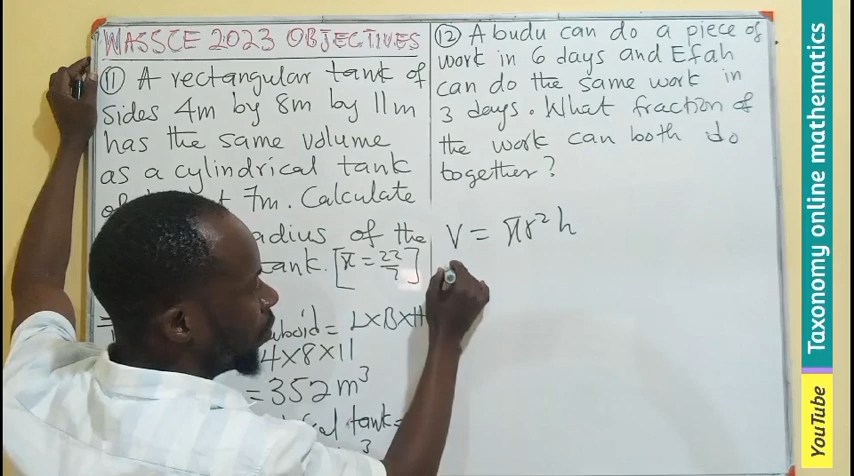 WASSCE 2023 OBJECTIVES
11 A rectangular tank of
sides 4m by 8m by 11m
has the same volume
as a cylindrical tank
7m. Calculate
radius of the
tank. [π = 22/7]
= L×B×H
4×8×11
= 352m³
tank =
12 Abudu can do a piece of
work in 6 days and Efah
can do the same work in
3 days. What fraction of
the work can both do
together?
V = πr²h
Taxonomy online mathematics
YouTube